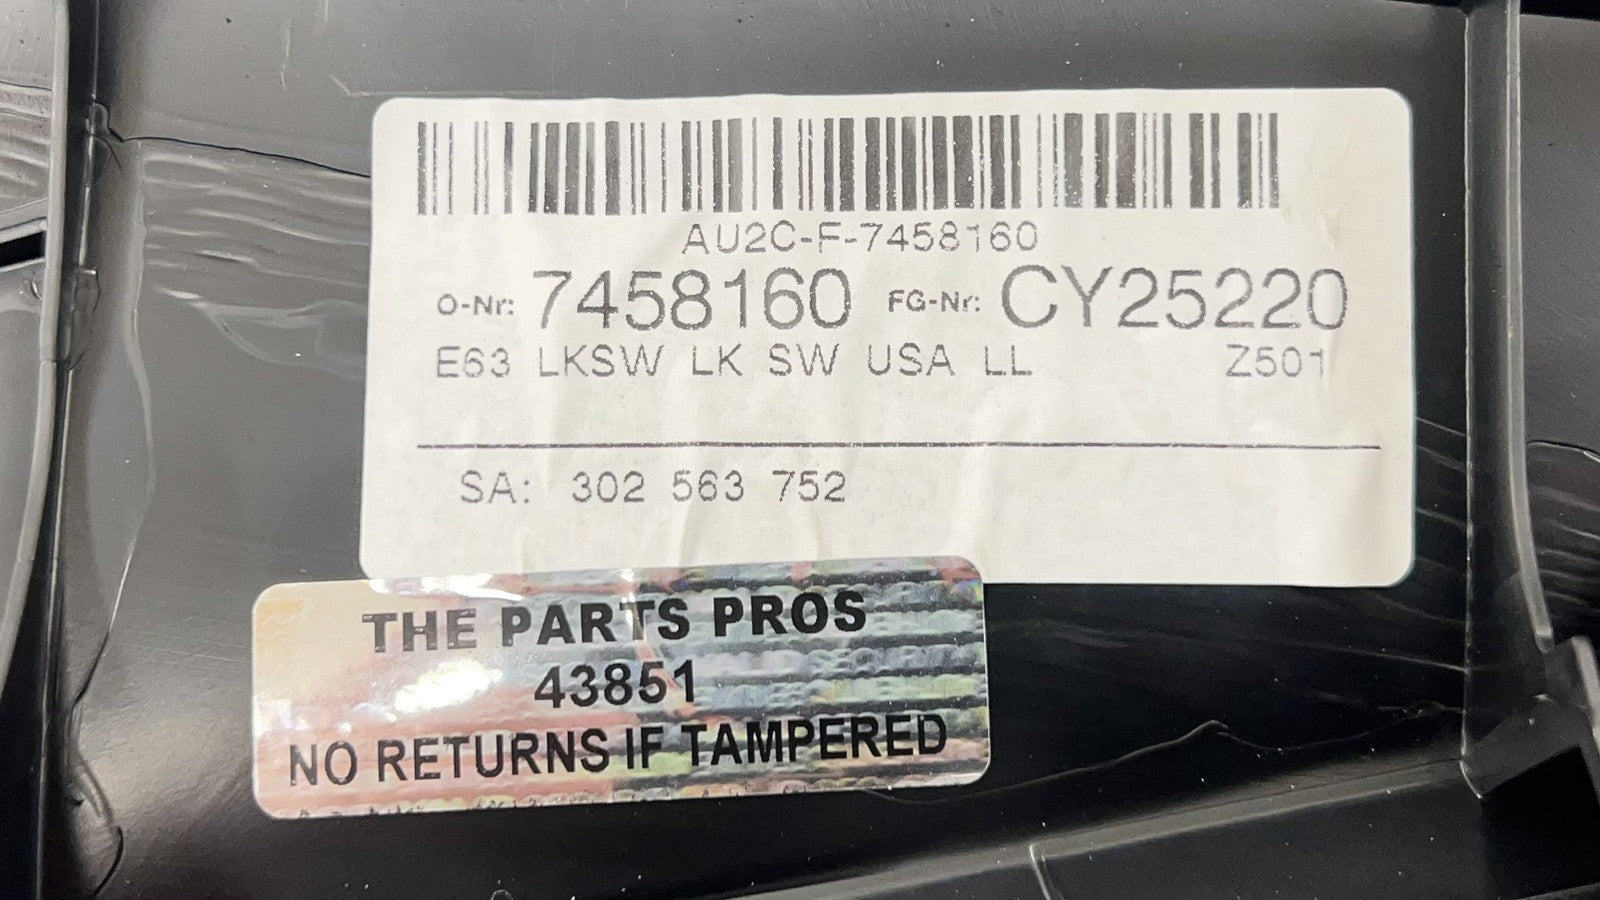 AU2C-F-7458160
O-Nr: 7458160 FG-Nr: CY25220
E63 LKSW LK SW USA LL Z501
SA: 302 563 752
THE PARTS PROS
43851
NO RETURNS IF TAMPERED